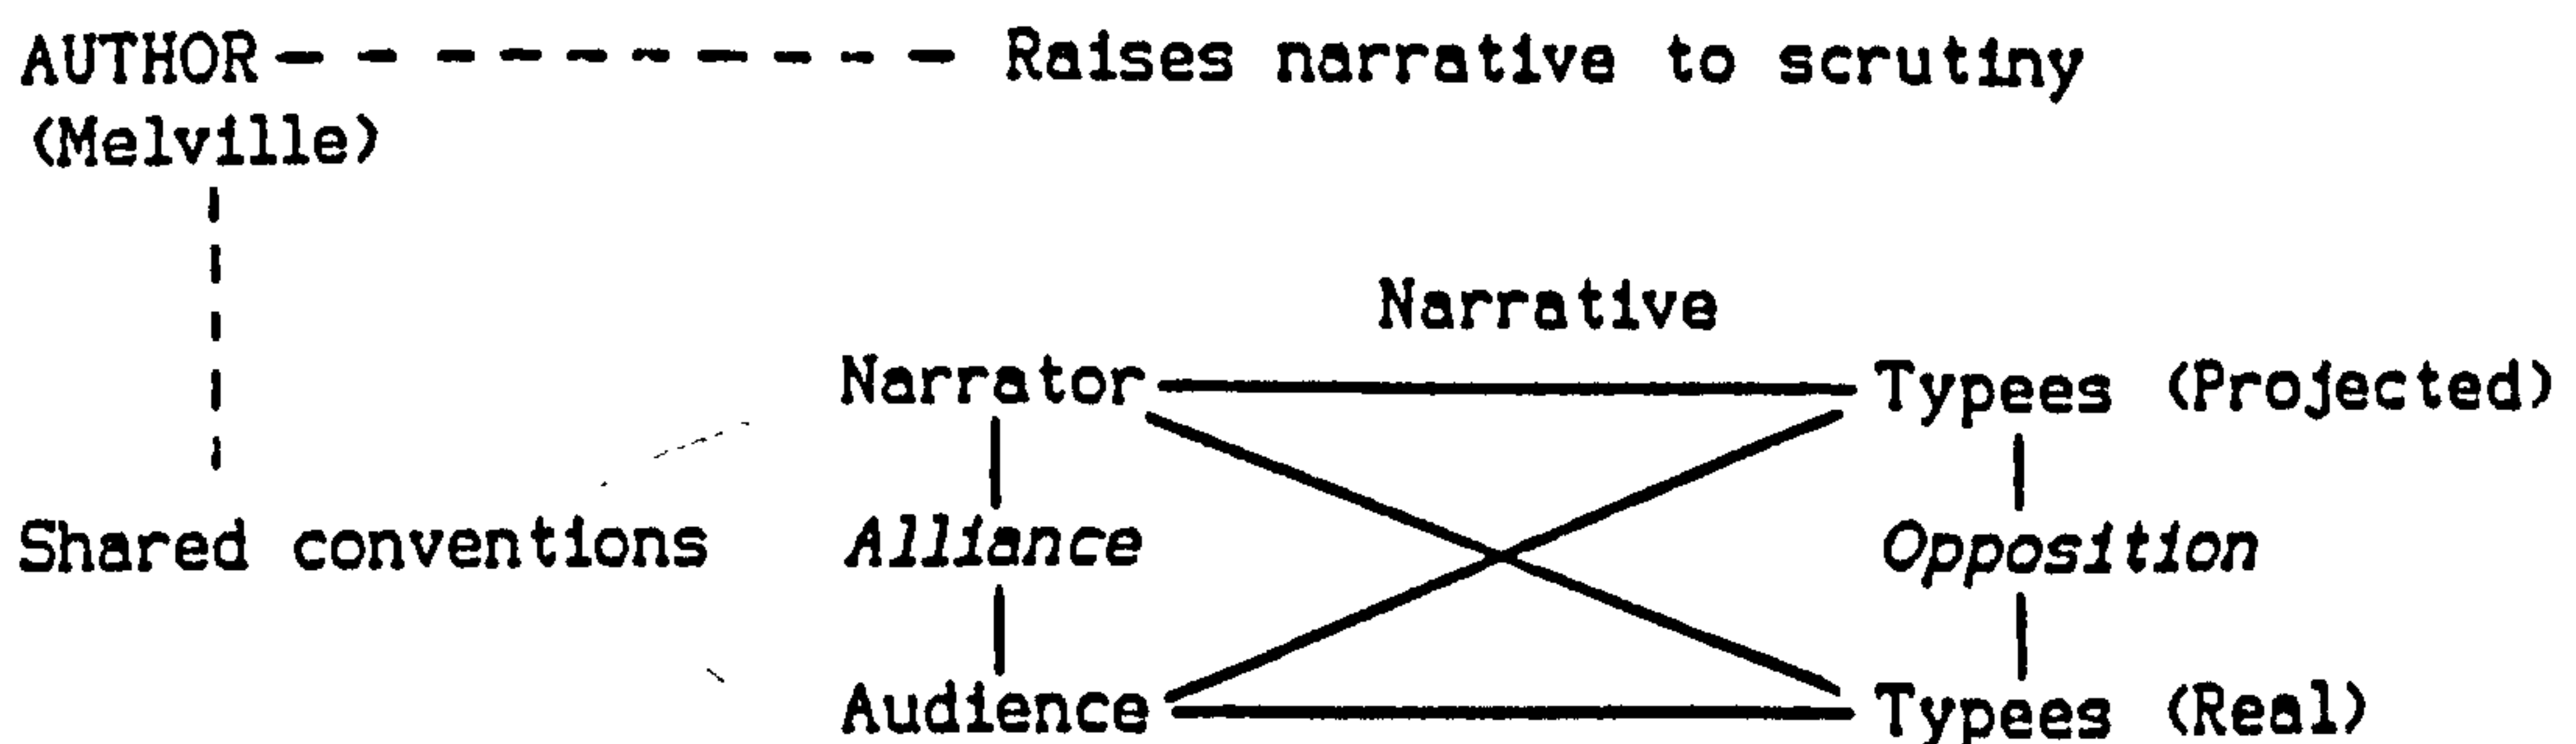 AUTHOR Raises narrative to scrutiny
(Melville)
Narrative
Narrator Typees (Projected)
Shared conventions Alliance Opposition
Audience Typees (Real)